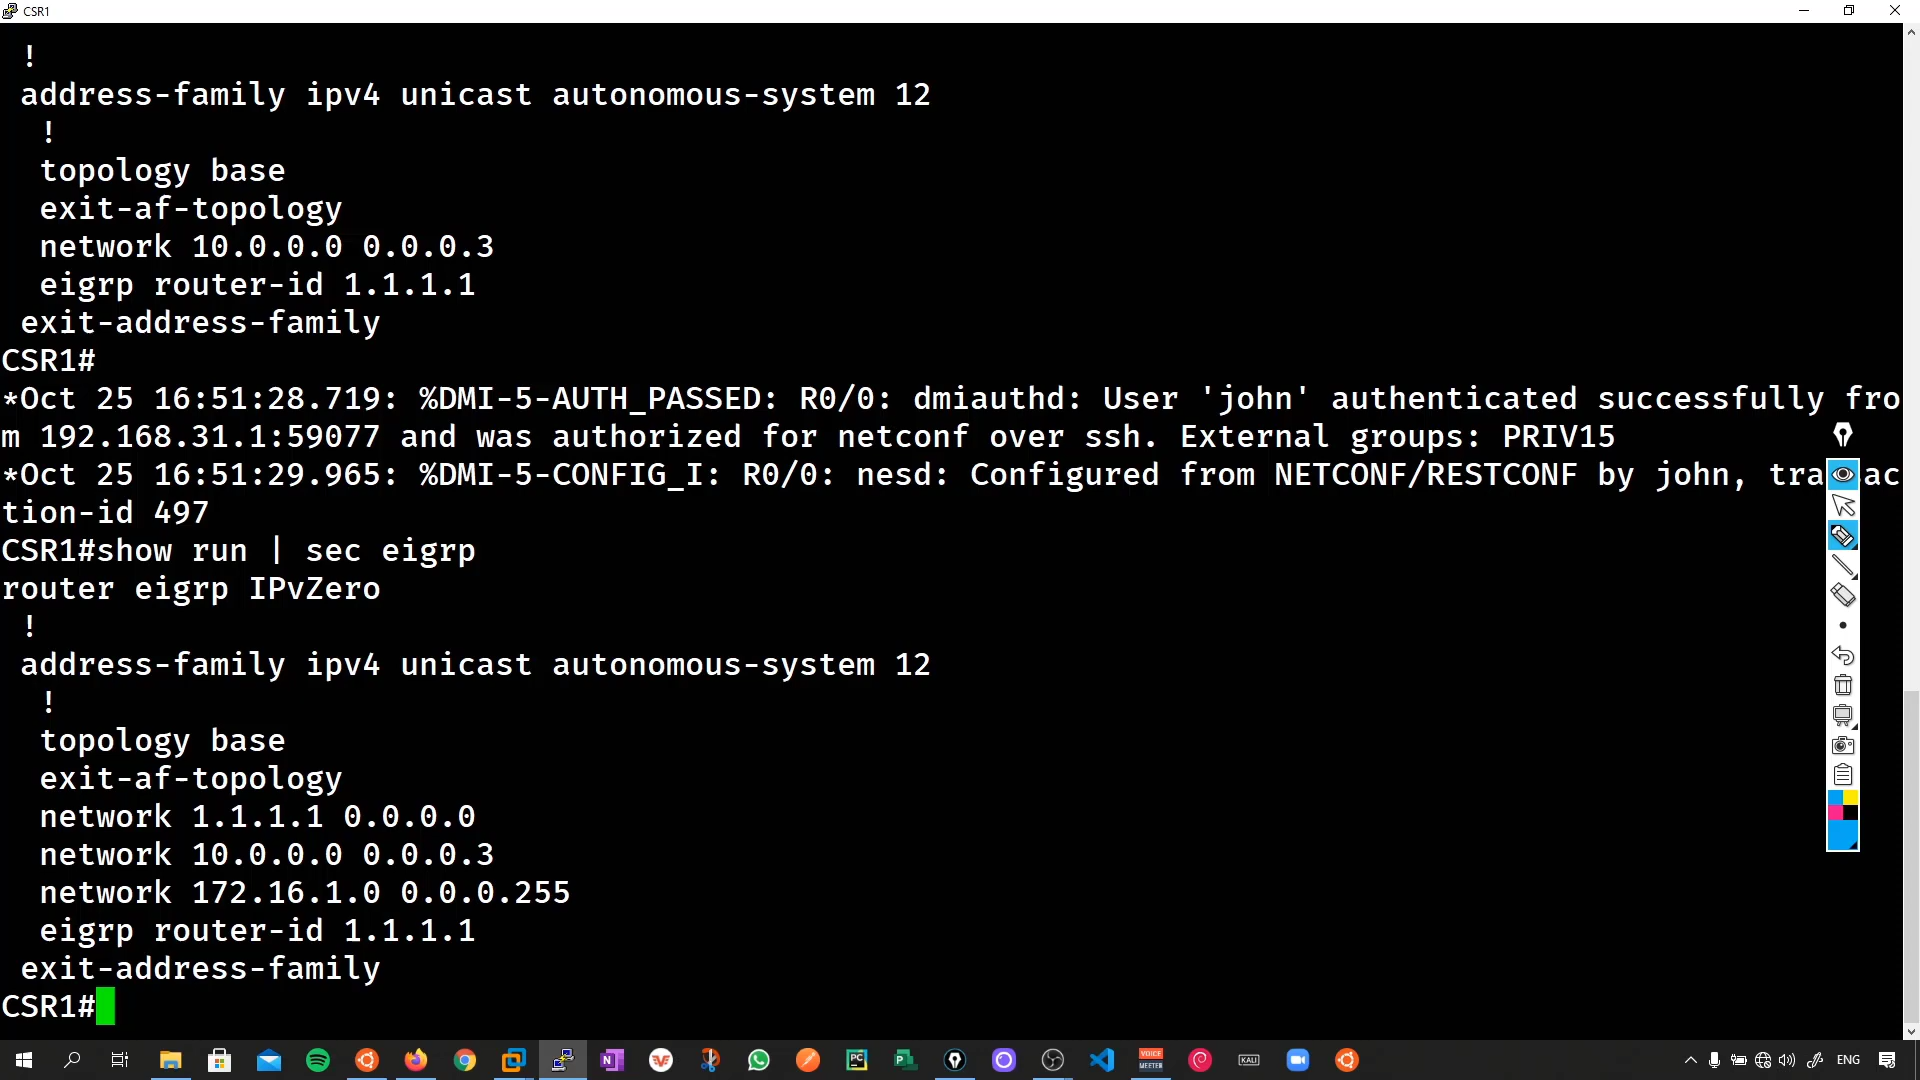 CSR1
!
address-family ipv4 unicast autonomous-system 12
!
topology base
exit-af-topology
network 10.0.0.0 0.0.0.3
eigrp router-id 1.1.1.1
exit-address-family
CSR1#
*Oct 25 16:51:28.719: %DMI-5-AUTH_PASSED: R0/0: dmiauthd: User 'john' authenticated successfully fro
m 192.168.31.1:59077 and was authorized for netconf over ssh. External groups: PRIV15
*Oct 25 16:51:29.965: %DMI-5-CONFIG_I: R0/0: nesd: Configured from NETCONF/RESTCONF by john, tra ac
tion-id 497
CSR1#show run | sec eigrp
router eigrp IPvZero
!
address-family ipv4 unicast autonomous-system 12
!
topology base
exit-af-topology
network 1.1.1.1 0.0.0.0
network 10.0.0.0 0.0.0.3
network 172.16.1.0 0.0.0.255
eigrp router-id 1.1.1.1
exit-address-family
CSR1#
N PC P VOICE MEETER KALI ENG